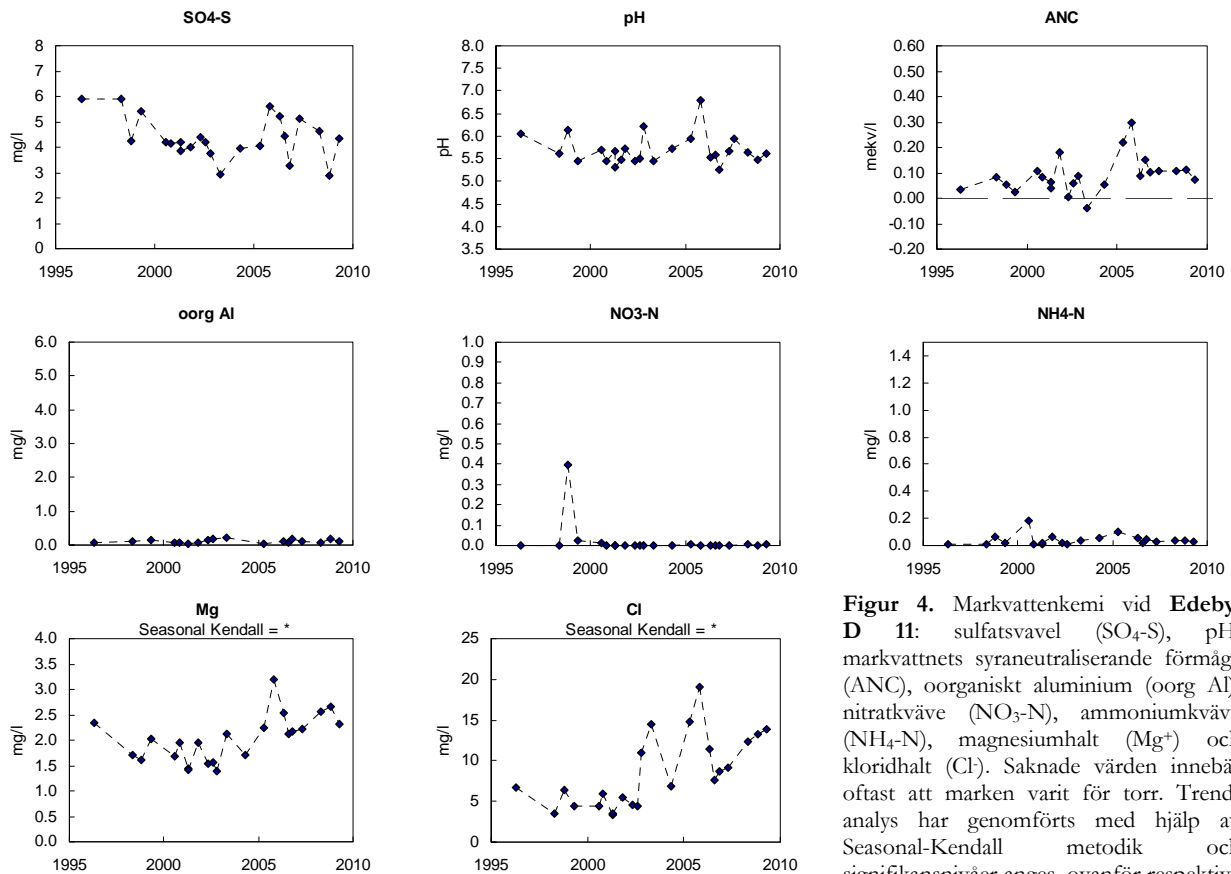 SO4-S
8
7
6
5
4
3
2
1
0
mg/l
1995 2000 2005 2010
pH
8.0
7.5
7.0
6.5
6.0
5.5
5.0
4.5
4.0
3.5
pH
1995 2000 2005 2010
ANC
0.60
0.50
0.40
0.30
0.20
0.10
0.00
-0.10
-0.20
mekv/l
1995 2000 2005 2010
oorg Al
6.0
5.0
4.0
3.0
2.0
1.0
0.0
mg/l
1995 2000 2005 2010
NO3-N
1.0
0.9
0.8
0.7
0.6
0.5
0.4
0.3
0.2
0.1
0.0
mg/l
1995 2000 2005 2010
NH4-N
1.4
1.2
1.0
0.8
0.6
0.4
0.2
0.0
mg/l
1995 2000 2005 2010
Mg
Seasonal Kendall = *
4.0
3.5
3.0
2.5
2.0
1.5
1.0
0.5
0.0
mg/l
1995 2000 2005 2010
Cl
Seasonal Kendall = *
25
20
15
10
5
0
mg/l
1995 2000 2005 2010
Figur 4. Markvattenkemi vid Edeby
D 11: sulfatsvavel (SO₄-S), pH
markvattnets syraneutraliserande förmåg
(ANC), oorganiskt aluminium (oorg Al)
nitratkväve (NO₃-N), ammoniumkväv
(NH₄-N), magnesiumhalt (Mg⁺) oc
kloridhalt (Cl⁻). Saknade värden innebä
oftast att marken varit för torr. Trend
analys har genomförts med hjälp a
Seasonal-Kendall metodik oc
signifikansnivåer anges ovanför respektiv